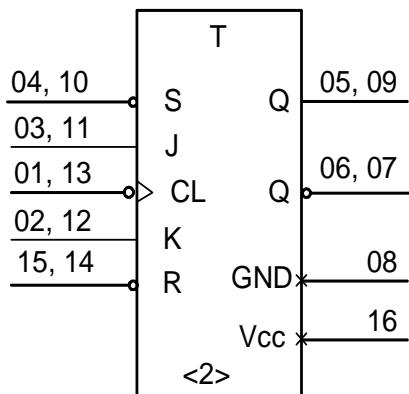 T
04, 10 S Q 05, 09
03, 11 J
01, 13 CL Q 06, 07
02, 12 K
15, 14 R GND 08
Vcc 16
<2>